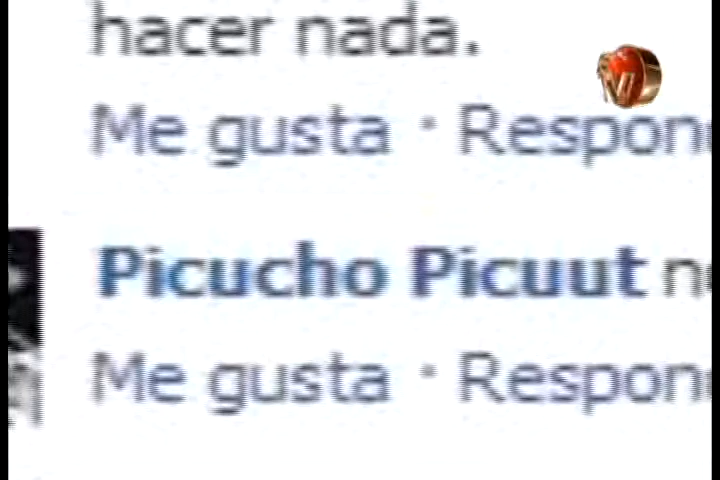 hacer nada.
Me gusta · Respon
Picucho Picuut
Me gusta · Respon